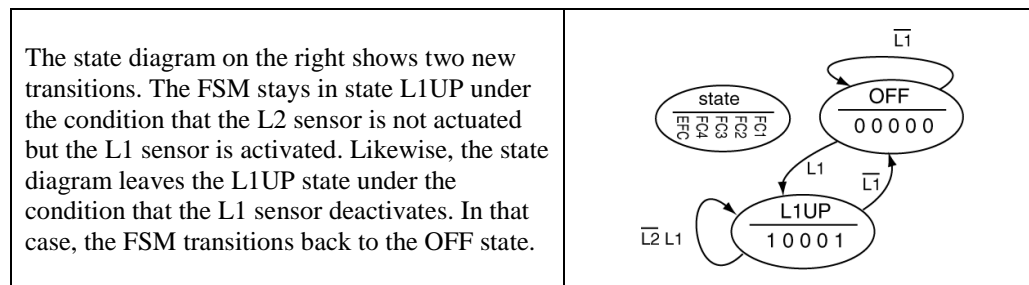 The state diagram on the right shows two new
transitions. The FSM stays in state L1UP under
the condition that the L2 sensor is not actuated
but the L1 sensor is activated. Likewise, the state
diagram leaves the L1UP state under the
condition that the L1 sensor deactivates. In that
case, the FSM transitions back to the OFF state.
L1̅
OFF
0 0 0 0 0
state
EFC
FC4
FC3
FC2
FC1
L1
L1̅
L1UP
1 0 0 0 1
L2̅ L1